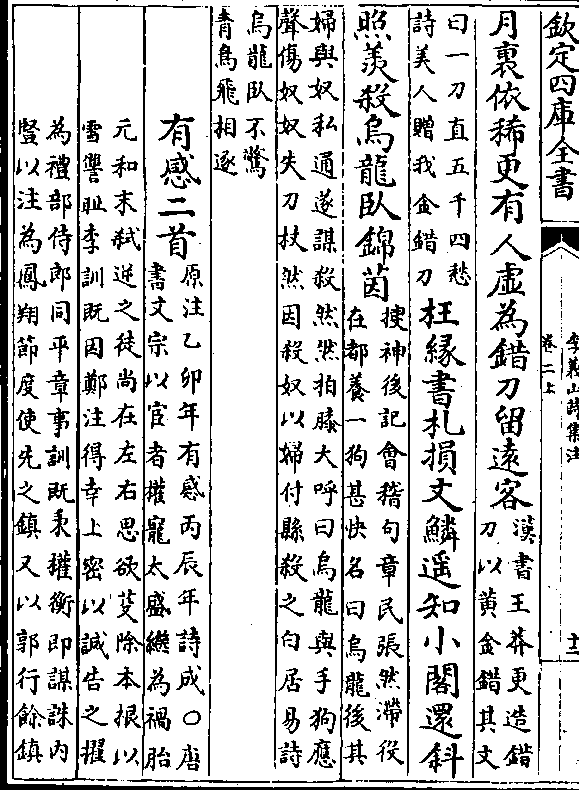 欽定四庫全書
李義山詩集注
卷二上
月裏依稀更有人虛為錯刀留遠客
漢書王莽更造錯
刀以黄金錯其文
曰一刀直五千四愁
詩美人贈我金錯刀
枉緣書札損文鱗遥知小閣還斜
照羡殺烏龍臥錦茵
搜神後記會稽句章民張然滯役
在都養一狗甚快名曰烏龍後其
婦與奴私通遂謀殺然然拍膝大呼曰烏龍與手狗應
聲傷奴奴失刀杖然因殺奴以婦付縣殺之白居易詩
烏龍臥不驚
青鳥飛相逐
有感二首
原注乙卯年有感丙辰年詩成○唐
書文宗以宦者權寵太盛繼為禍胎
元和末弑逆之徒尚在左右思欲芟除本根以
雪讐恥李訓既因鄭注得幸上密以誠告之擢
為禮部侍郎同平章事訓既秉權衡即謀誅内
豎以注為鳳翔節度使先之鎮又以郭行餘鎮